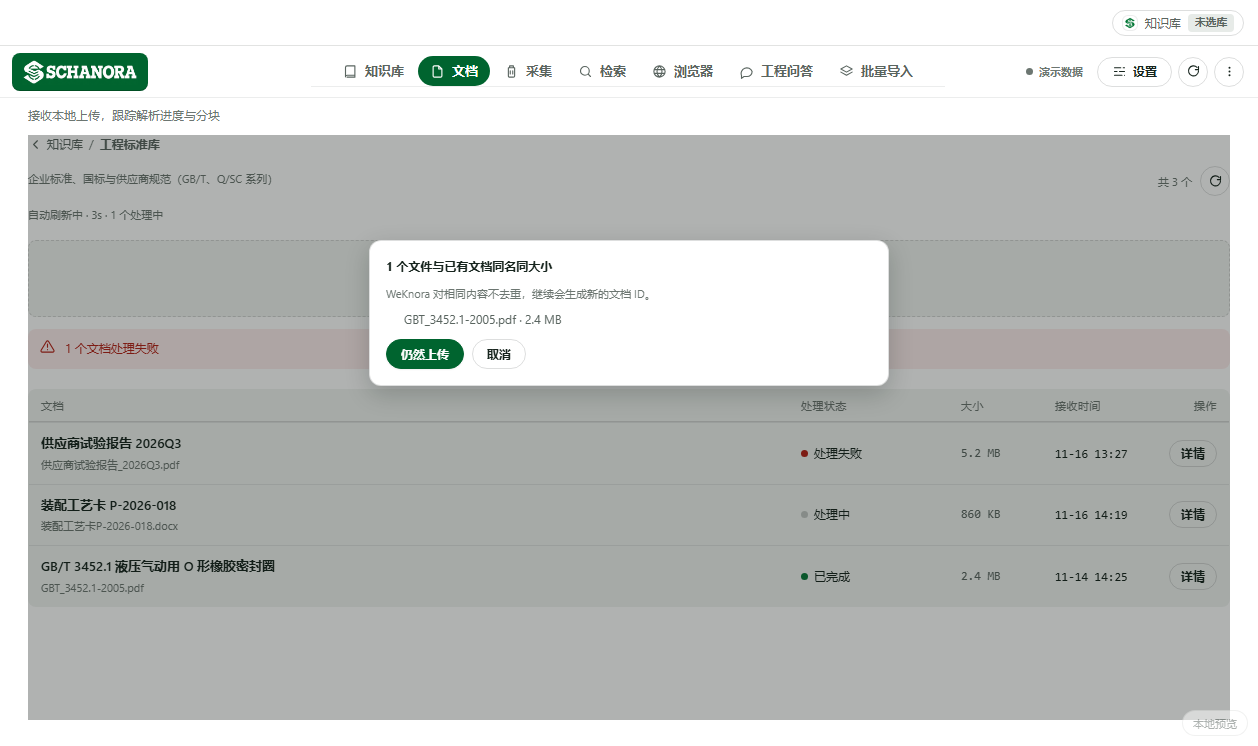 知识库 未选库
SCHANORA
知识库 文档 采集 检索 浏览器 工程问答 批量导入 演示数据 设置
接收本地上传，跟踪解析进度与分块
知识库 / 工程标准库
企业标准、国标与供应商规范（GB/T、Q/SC 系列） 共 3 个
自动刷新中 · 3s · 1 个处理中
1 个文件与已有文档同名同大小
WeKnora 对相同内容不去重，继续会生成新的文档 ID。
GBT_3452.1-2005.pdf · 2.4 MB
仍然上传 取消
1 个文档处理失败
文档 处理状态 大小 接收时间 操作
供应商试验报告 2026Q3
供应商试验报告_2026Q3.pdf
处理失败 5.2 MB 11-16 13:27 详情
装配工艺卡 P-2026-018
装配工艺卡P-2026-018.docx
处理中 860 KB 11-16 14:19 详情
GB/T 3452.1 液压气动用 O 形橡胶密封圈
GBT_3452.1-2005.pdf
已完成 2.4 MB 11-14 14:25 详情
本地预览